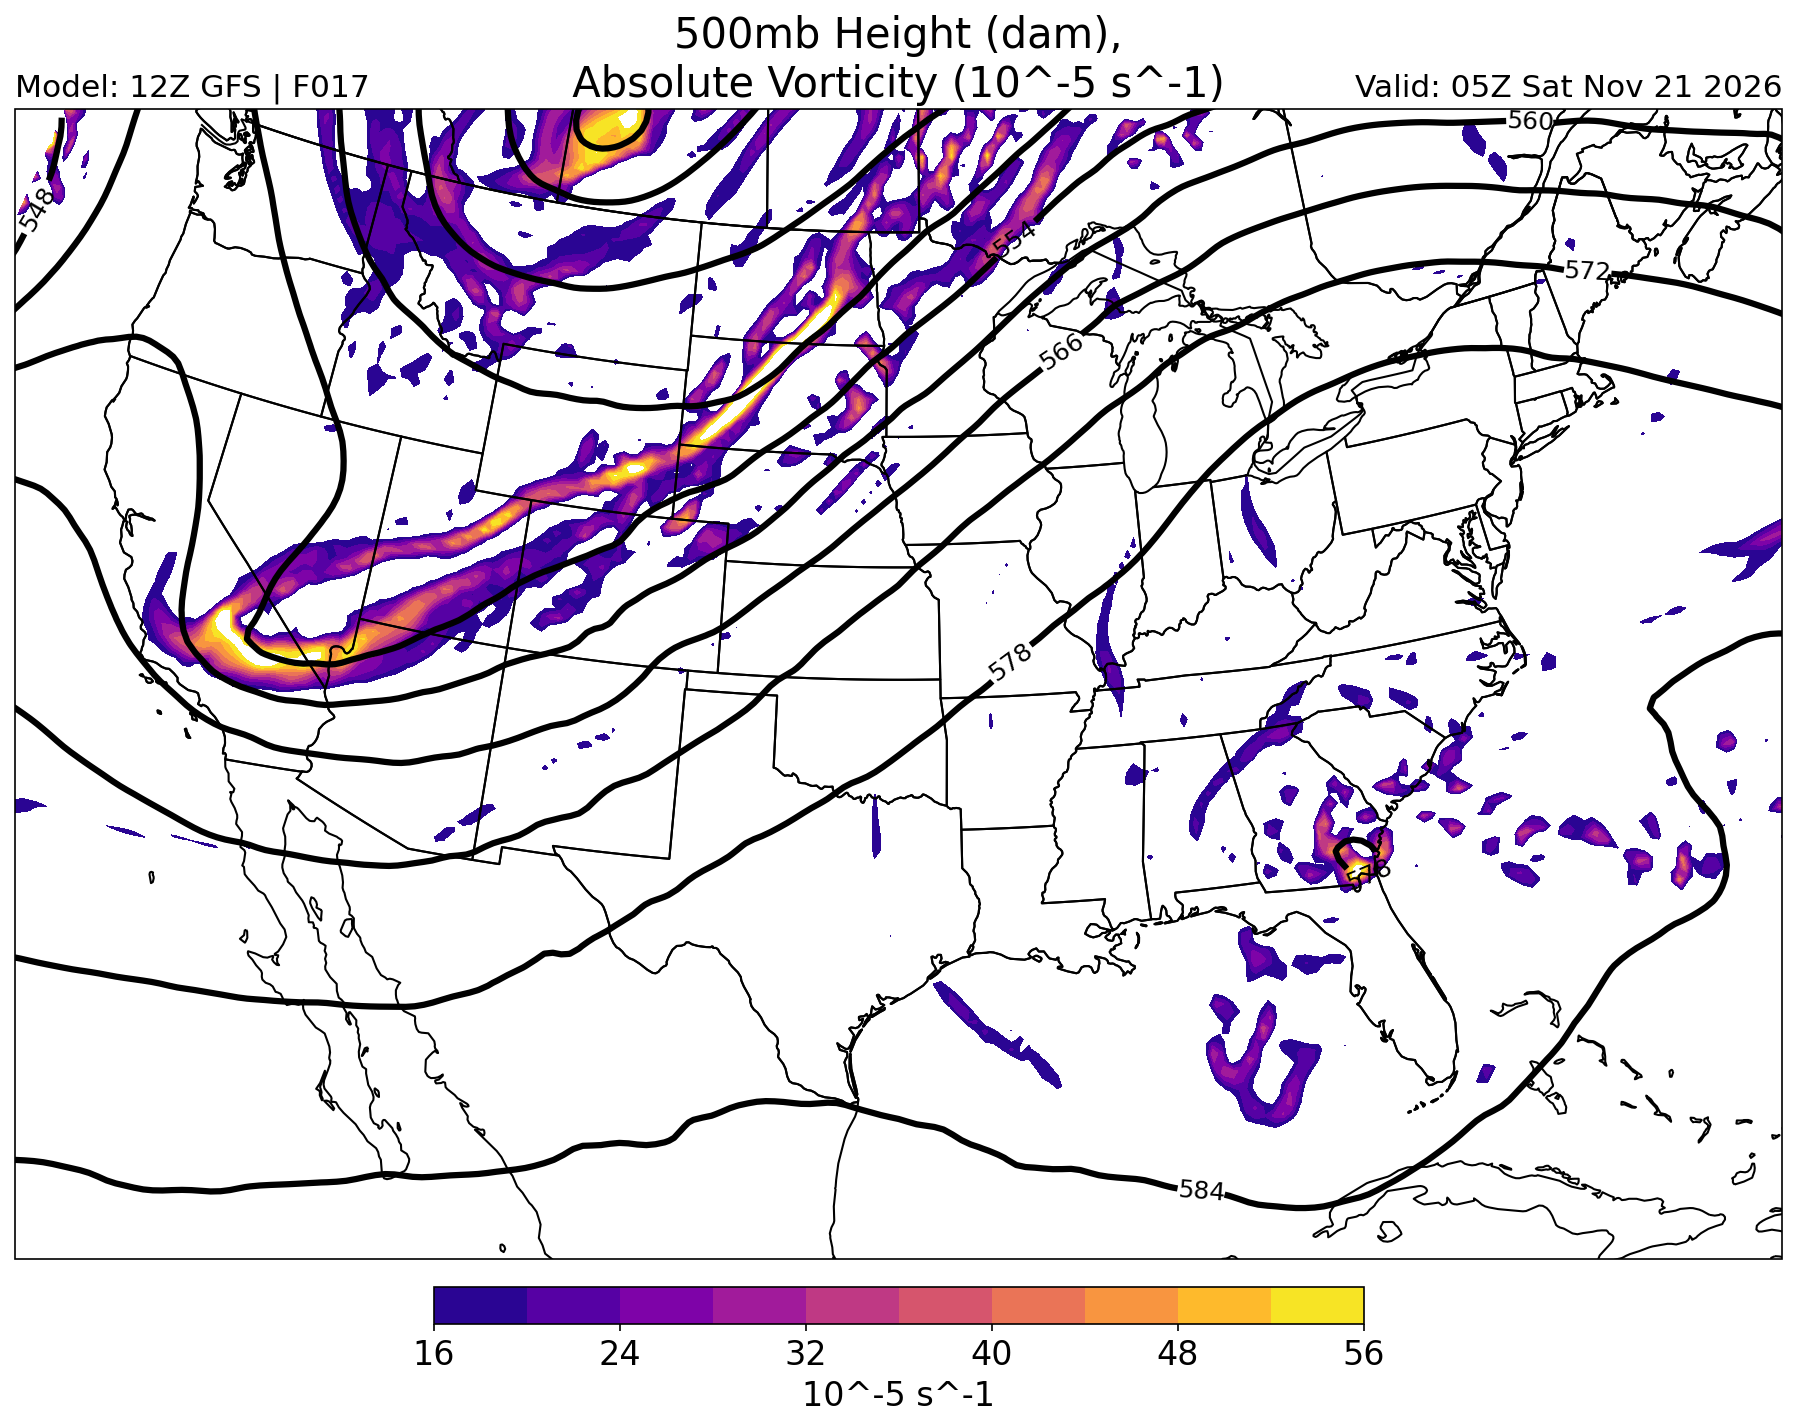 500mb Height (dam),
Model: 12Z GFS | F017
Absolute Vorticity (10^-5 s^-1)
Valid: 05Z Sat Nov 21 2026
560
548
554
572
566
578
578
584
16 24 32 40 48 56
10^-5 s^-1